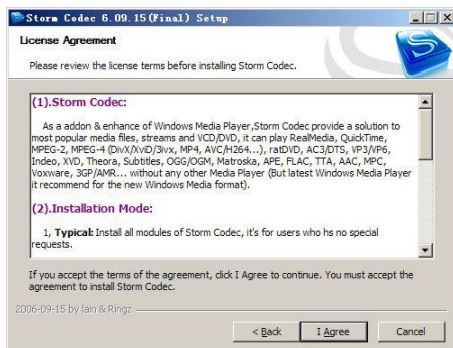 Storm Codec 6.09.15(Final) Setup
License Agreement
Please review the license terms before installing Storm Codec.
(1).Storm Codec:
As a addon & enhance of Windows Media Player,Storm Codec provide a solution to
most popular media files, streams and VCD/DVD, it can play RealMedia, QuickTime,
MPEG-2, MPEG-4 (DivX/XviD/3ivx, MP4, AVC/H264...), ratDVD, AC3/DTS, VP3/VP6,
Indeo, XVD, Theora, Subtitles, OGG/OGM, Matroska, APE, FLAC, TTA, AAC, MPC,
Voxware, 3GP/AMR... without any other Media Player (But latest Windows Media Player
it recommend for the new Windows Media format).
(2).Installation Mode:
1, Typical: Install all modules of Storm Codec, it's for users who hs no special
requests.
If you accept the terms of the agreement, click I Agree to continue. You must accept the
agreement to install Storm Codec.
2006-09-15 by Iain & Ringz
< Back
I Agree
Cancel